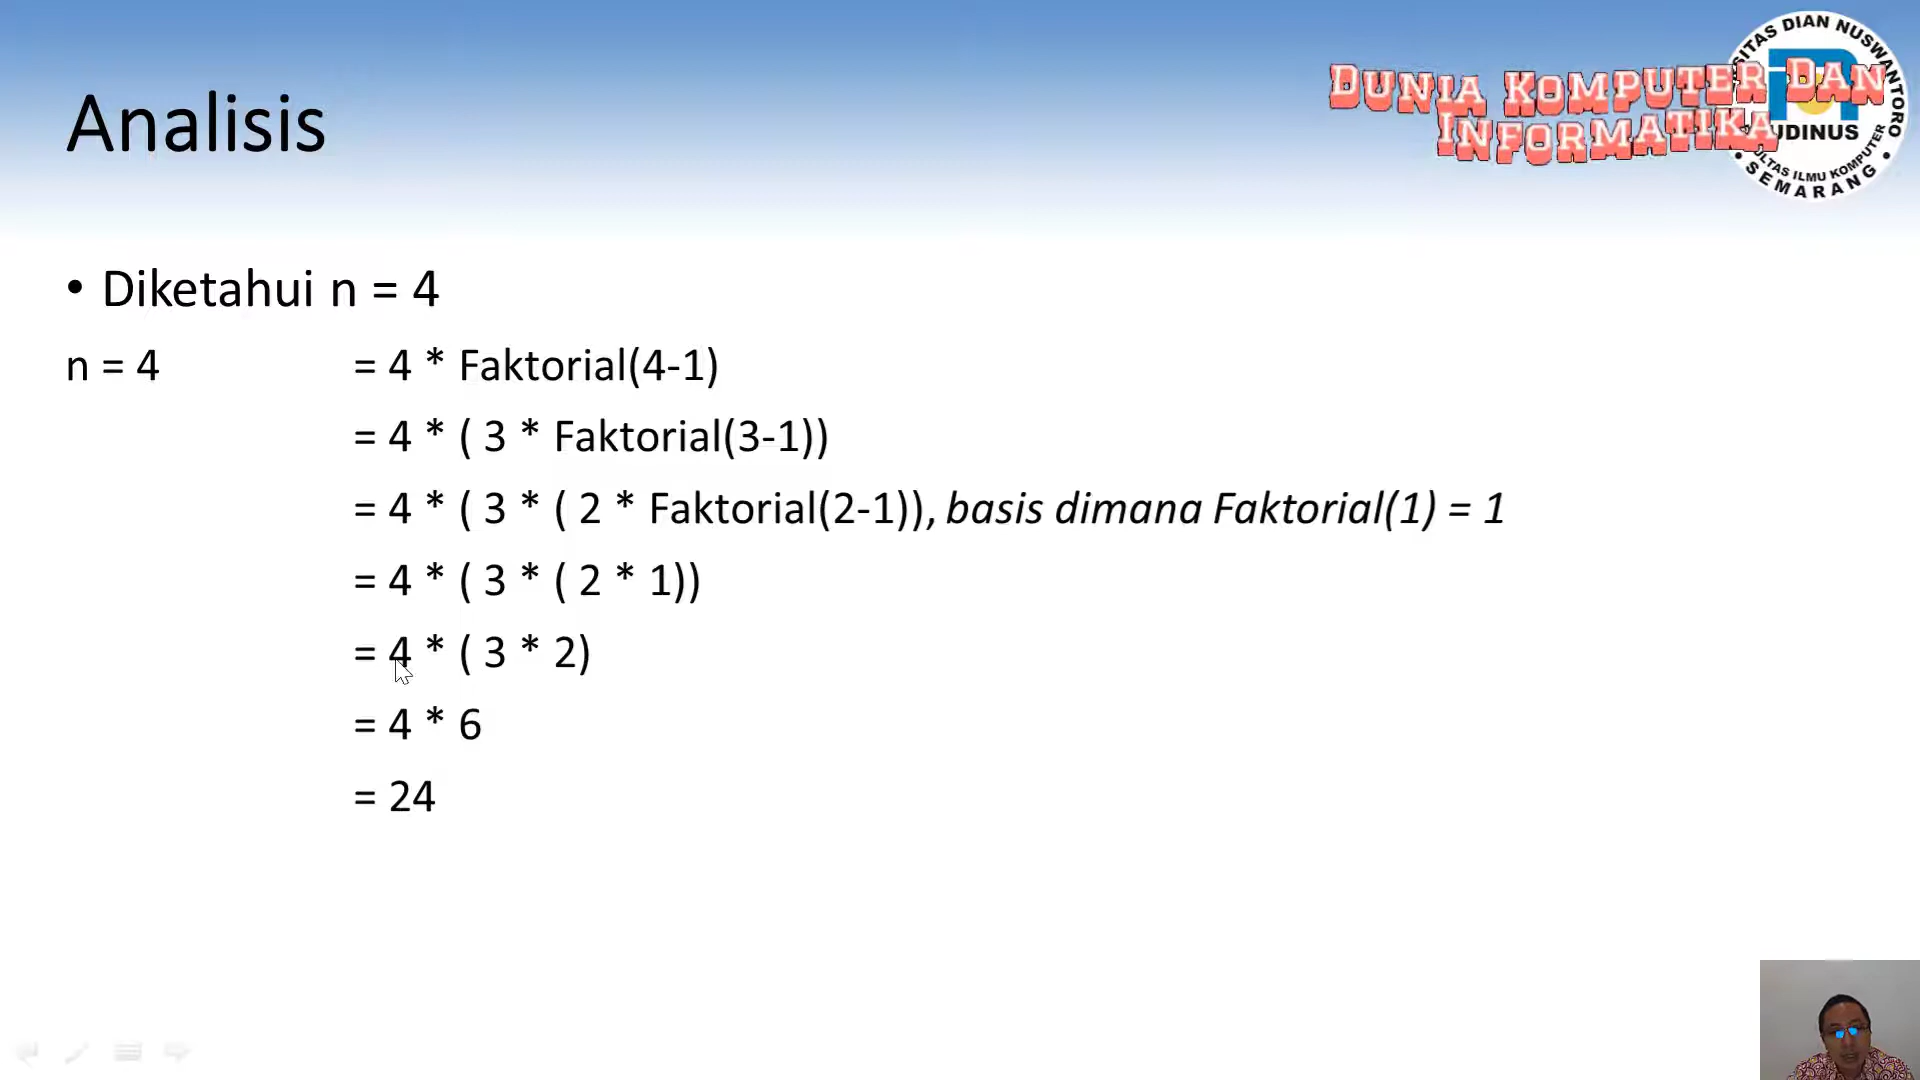 Analisis
DUNIA KOMPUTER DAN
INFORMATIKA
UDINUS
SEMARANG
• Diketahui n = 4
n = 4 = 4 * Faktorial(4-1)
= 4 * ( 3 * Faktorial(3-1))
= 4 * ( 3 * ( 2 * Faktorial(2-1)), basis dimana Faktorial(1) = 1
= 4 * ( 3 * ( 2 * 1))
= 4 * ( 3 * 2)
= 4 * 6
= 24
DIAN NUSWANTORO
ILMU KOMPUTER